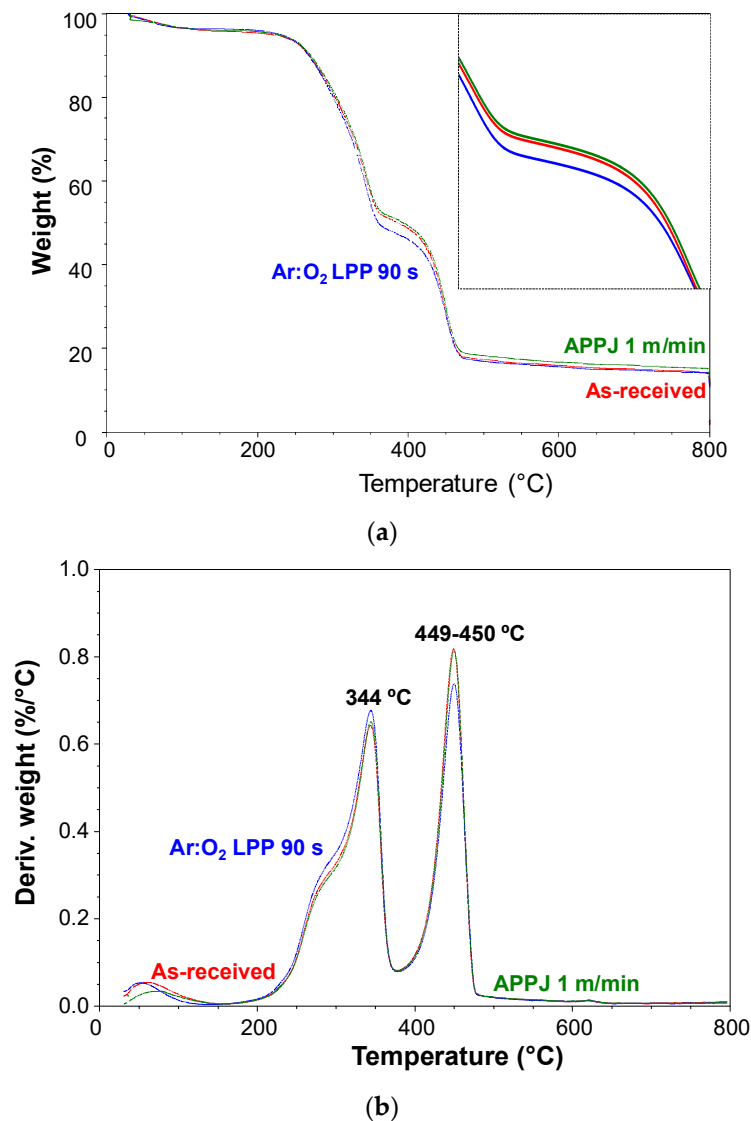 100
80
60
40
20
0
Weight (%)
Ar:O₂ LPP 90 s
APPJ 1 m/min
As-received
0
200
400
600
800
Temperature (°C)
(a)
1.0
0.8
0.6
0.4
0.2
0.0
Deriv. weight (%/°C)
449-450 ºC
344 ºC
Ar:O₂ LPP 90 s
As-received
APPJ 1 m/min
0
200
400
600
800
Temperature (°C)
(b)